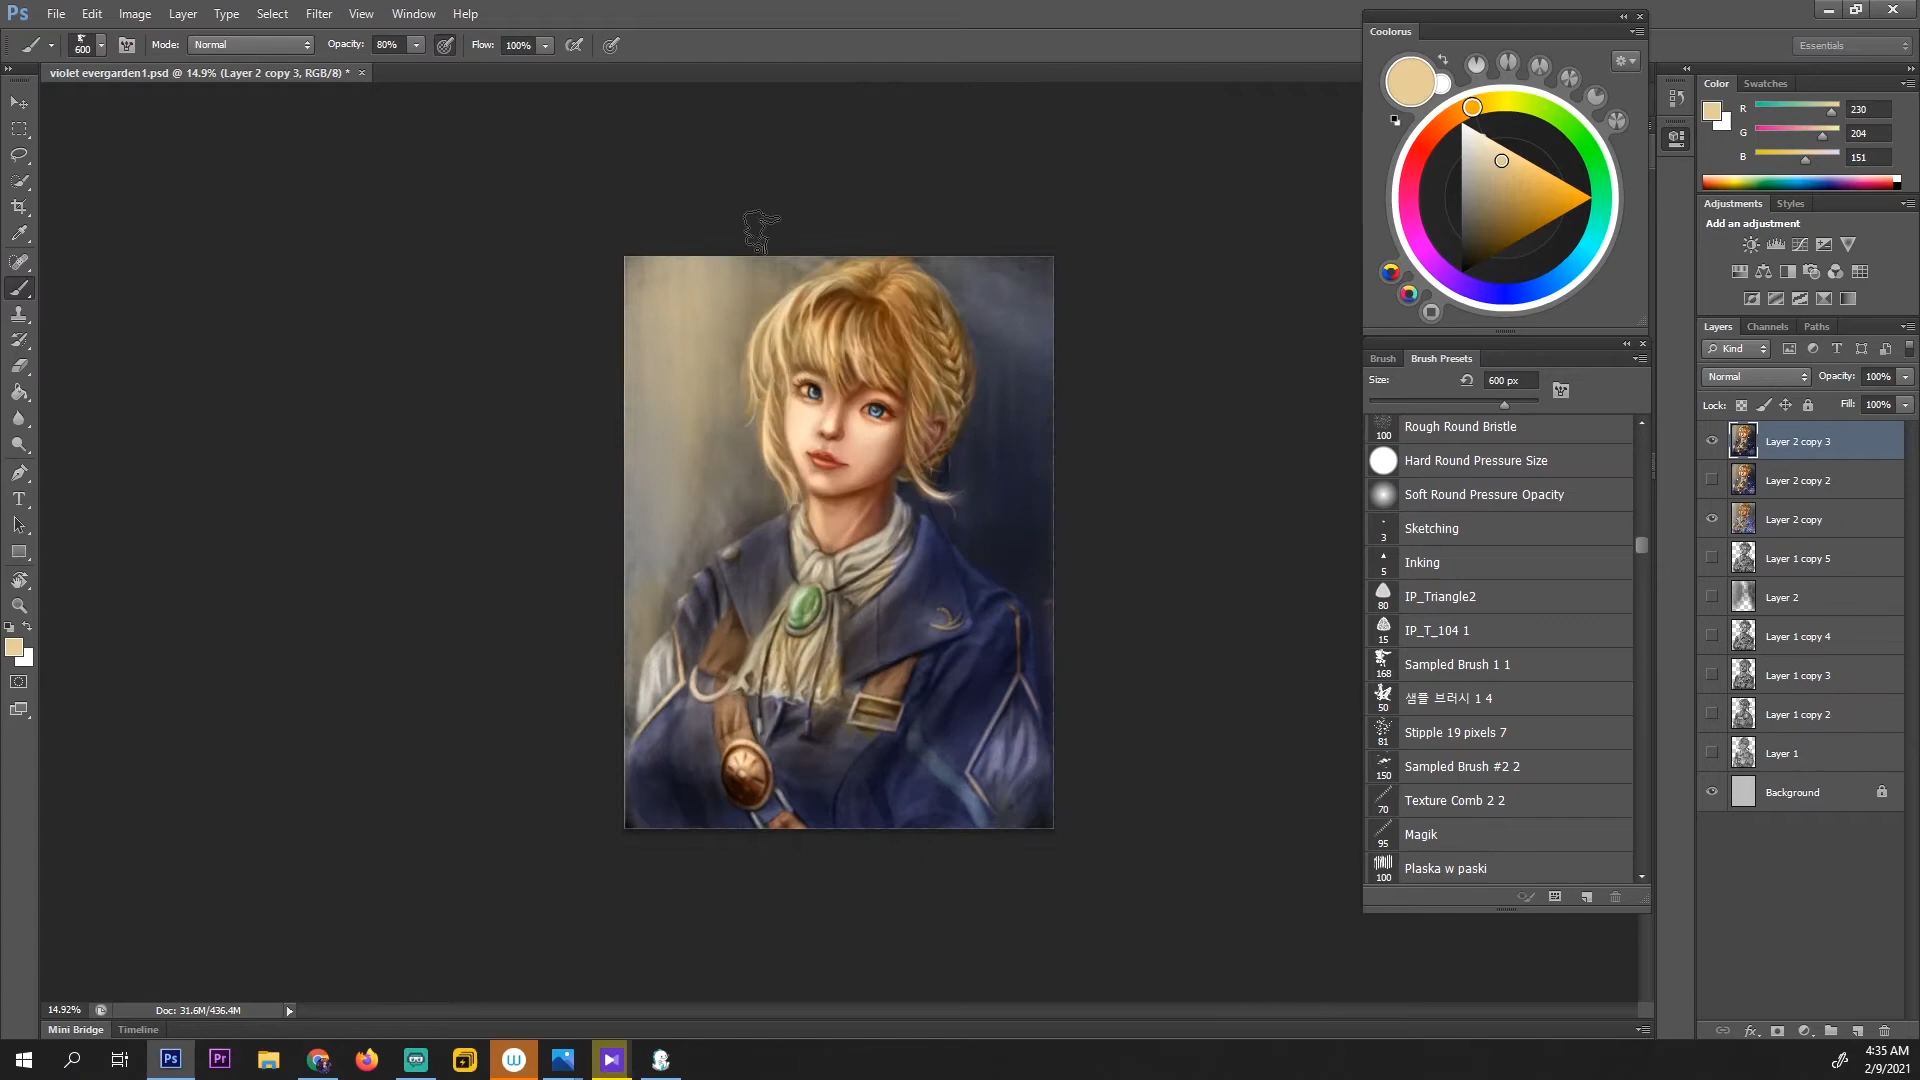 Ps File Edit Image Layer Type Select Filter View Window Help
600 Mode: Normal Opacity: 80% Flow: 100%
Essentials
violet evergarden1.psd @ 14.9% (Layer 2 copy 3, RGB/8) * ×
Coolorus
Color Swatches
R 230
G 204
B 151
Adjustments Styles
Add an adjustment
Layers Channels Paths
Kind
Normal Opacity: 100%
Lock: Fill: 100%
Layer 2 copy 3
Layer 2 copy 2
Layer 2 copy
Layer 1 copy 5
Layer 2
Layer 1 copy 4
Layer 1 copy 3
Layer 1 copy 2
Layer 1
Background
Brush Brush Presets
Size: 600 px
100 Rough Round Bristle
Hard Round Pressure Size
Soft Round Pressure Opacity
3 Sketching
5 Inking
80 IP_Triangle2
15 IP_T_104 1
168 Sampled Brush 1 1
50 샘플 브러시 1 4
81 Stipple 19 pixels 7
150 Sampled Brush #2 2
70 Texture Comb 2 2
95 Magik
100 Plaska w paski
14.92% Doc: 31.6M/436.4M
Mini Bridge Timeline
Ps Pr W
4:35 AM
2/9/2021